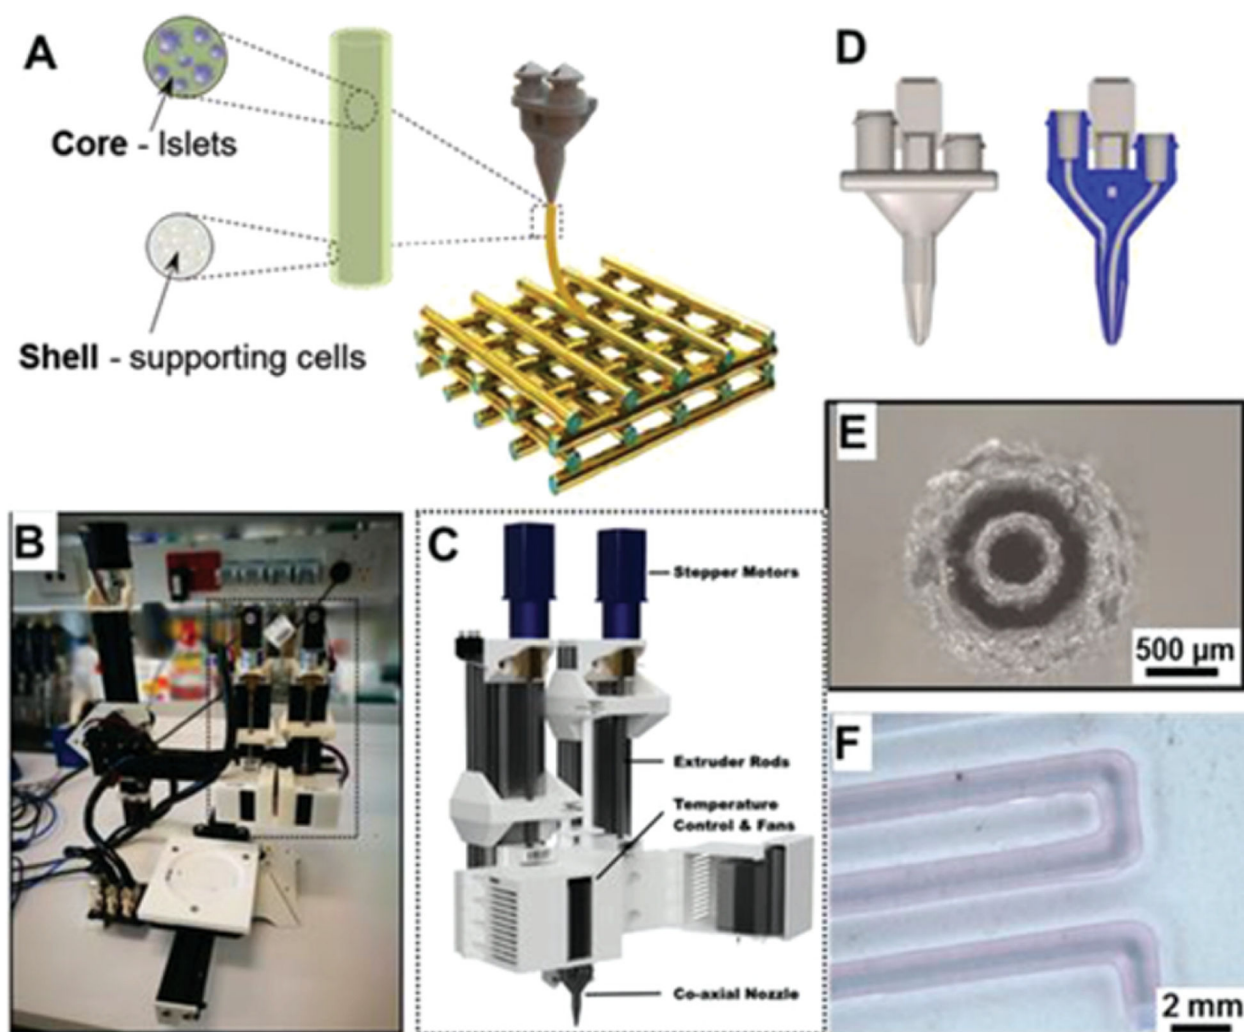 A
Core - Islets
Shell - supporting cells
D
E
500 µm
B
C
Stepper Motors
Extruder Rods
Temperature
Control & Fans
Co-axial Nozzle
F
2 mm